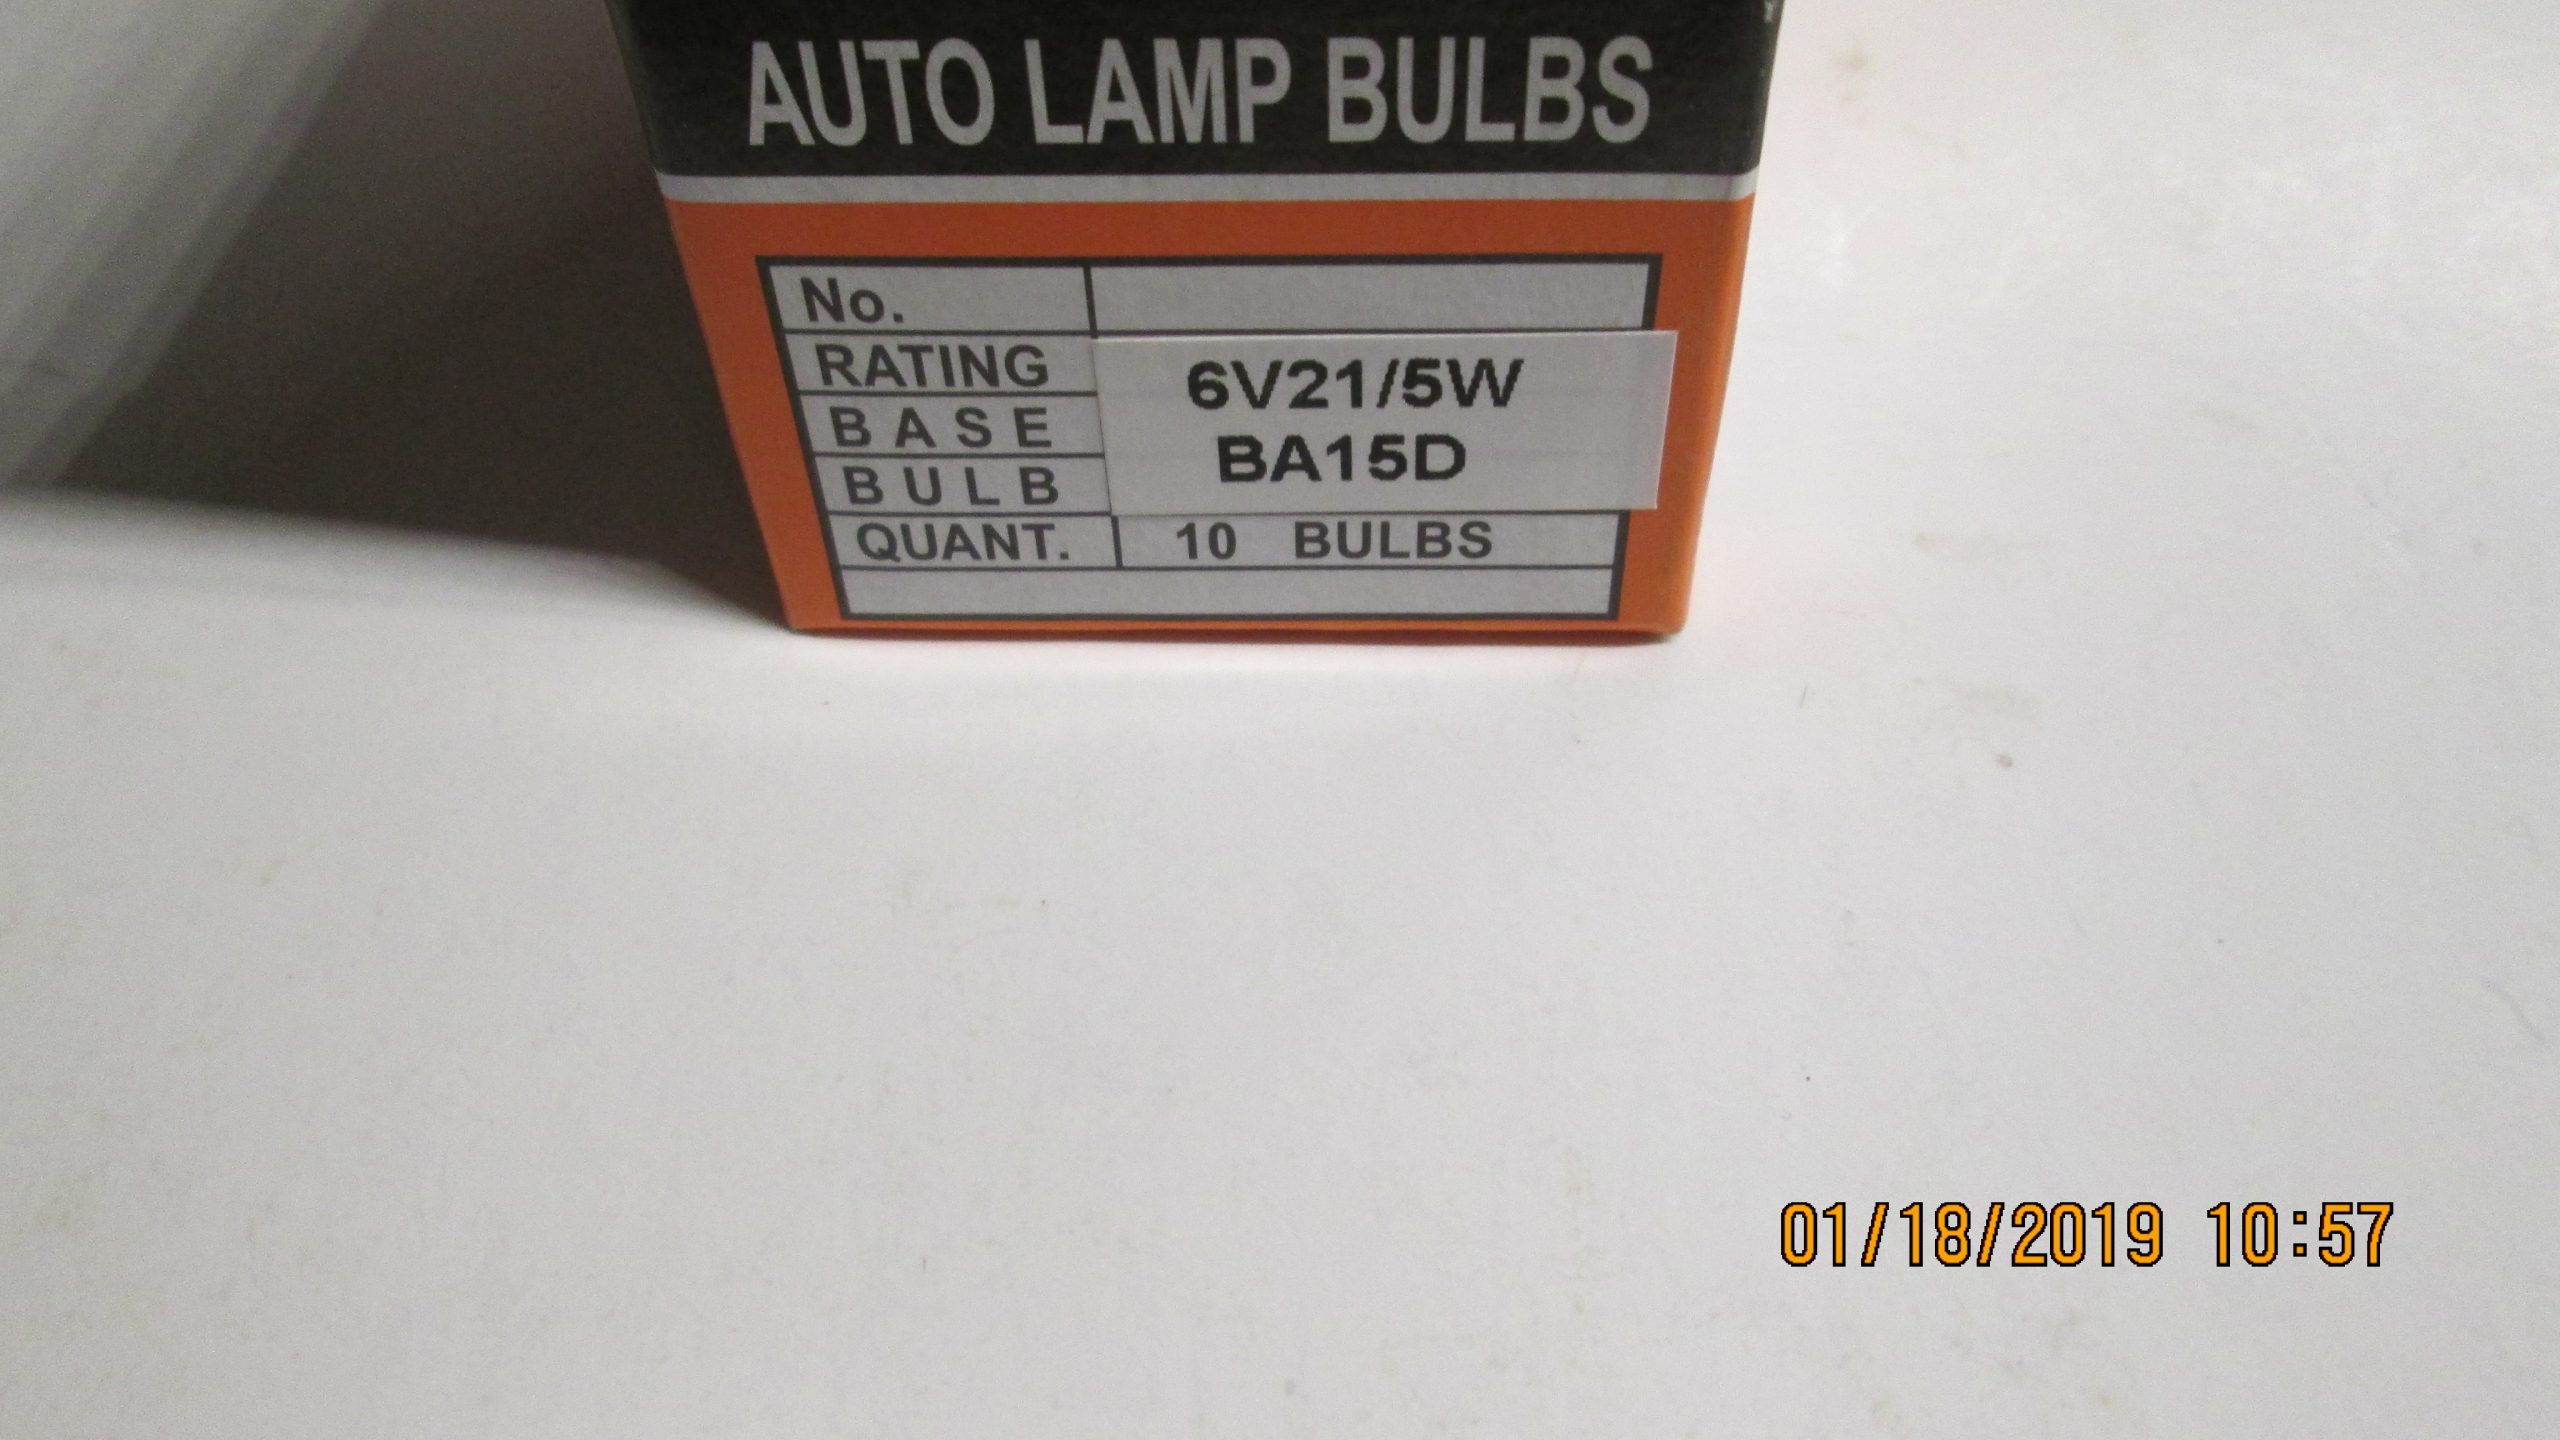 AUTO LAMP BULBS
No.
RATING 6V21/5W
BASE BA15D
BULB
QUANT. 10 BULBS
01/18/2019 10:57